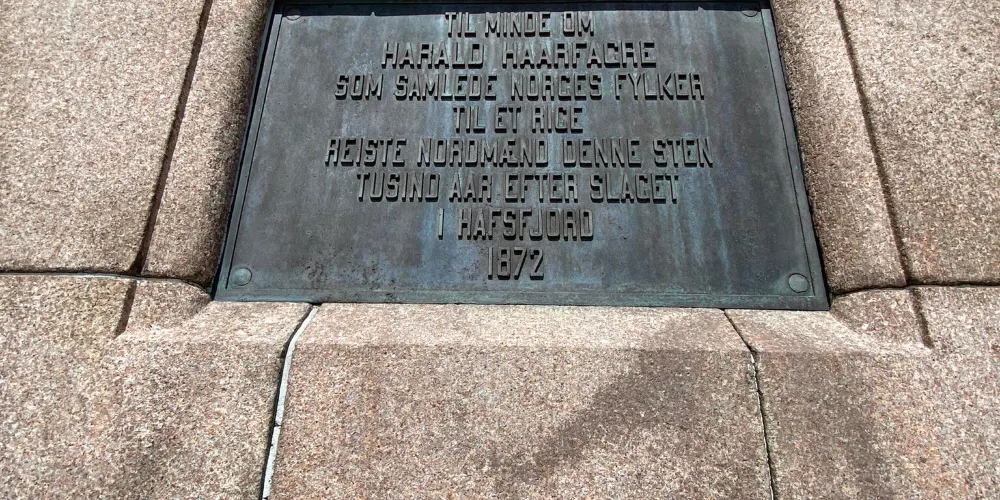 TIL MINDE OM
HARALD HAARFAGRE
SOM SAMLEDE NORGES FYLKER
TIL ET RIGE
REISTE NORDMÆND DENNE STEN
TUSIND AAR EFTER SLAGET
I HAFSFJORD
1872